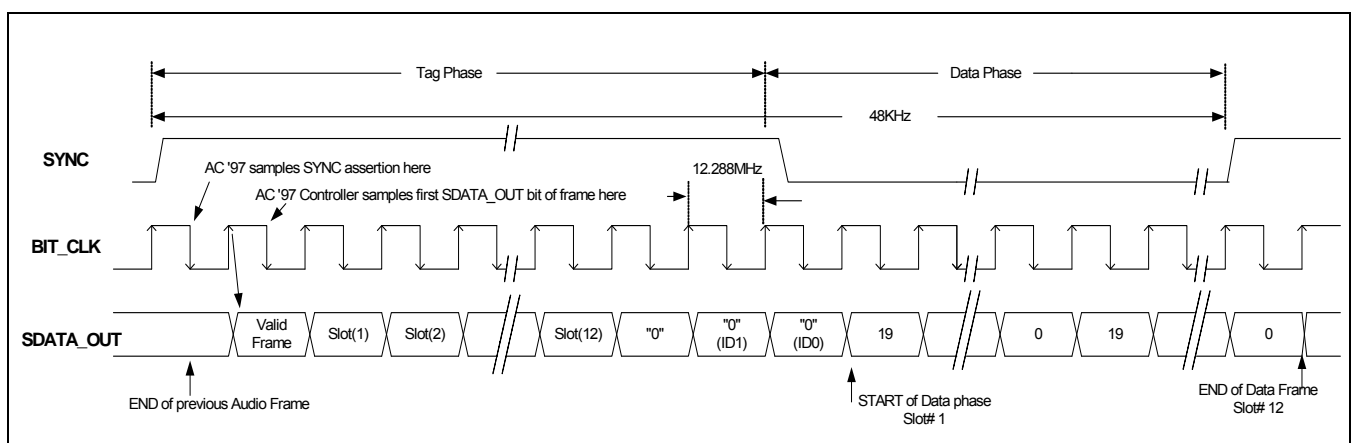 Tag Phase
Data Phase
48KHz
SYNC
AC '97 samples SYNC assertion here
12.288MHz
AC '97 Controller samples first SDATA_OUT bit of frame here
BIT_CLK
SDATA_OUT
Valid
Frame
Slot(1)
Slot(2)
Slot(12)
"0"
"0"
(ID1)
"0"
(ID0)
19
0
19
0
END of previous Audio Frame
START of Data phase
Slot# 1
END of Data Frame
Slot# 12